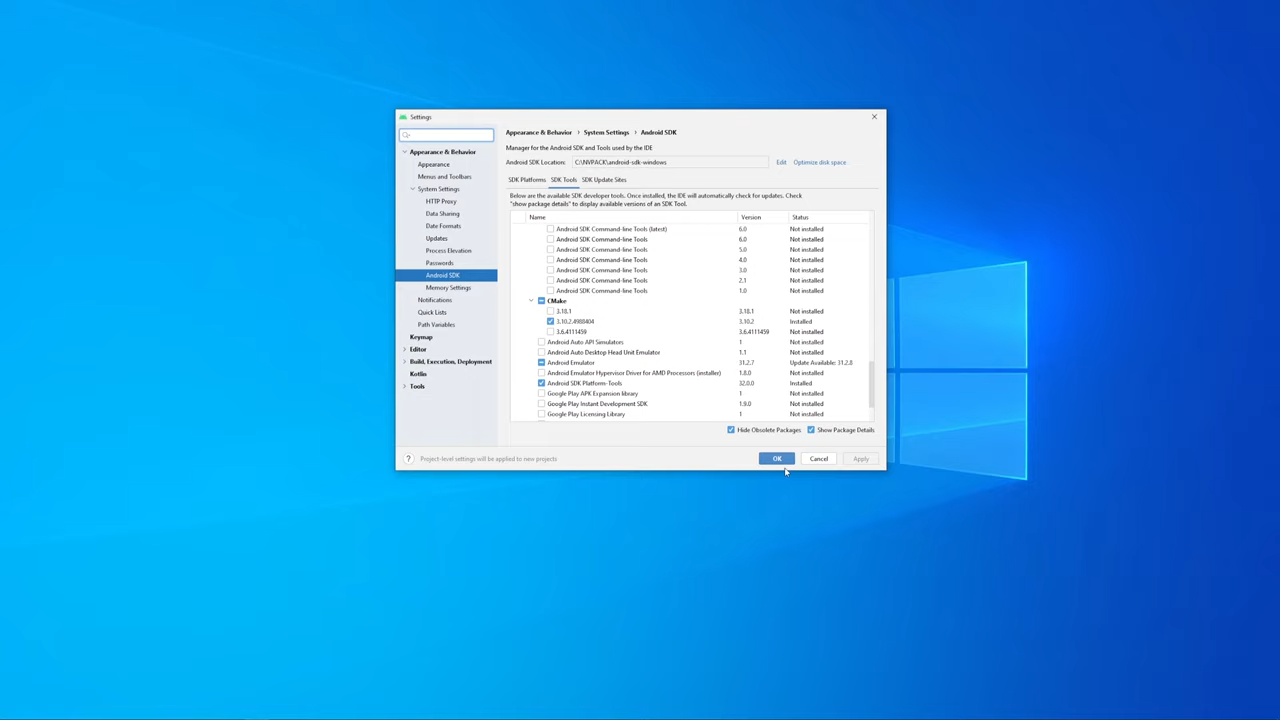 Settings
Appearance & Behavior
Appearance
Menus and Toolbars
System Settings
HTTP Proxy
Data Sharing
Date Formats
Updates
Process Elevation
Passwords
Android SDK
Memory Settings
Notifications
Quick Lists
Path Variables
Keymap
Editor
Build, Execution, Deployment
Kotlin
Tools
Appearance & Behavior › System Settings › Android SDK
Manager for the Android SDK and Tools used by the IDE
Android SDK Location: C:\NVPACK\android-sdk-windows Edit Optimize disk space
SDK Platforms SDK Tools SDK Update Sites
Below are the available SDK developer tools. Once installed, the IDE will automatically check for updates. Check
"show package details" to display available versions of an SDK Tool.
Name Version Status
Android SDK Command-line Tools (latest) 6.0 Not installed
Android SDK Command-line Tools 6.0 Not installed
Android SDK Command-line Tools 5.0 Not installed
Android SDK Command-line Tools 4.0 Not installed
Android SDK Command-line Tools 3.0 Not installed
Android SDK Command-line Tools 2.1 Not installed
Android SDK Command-line Tools 1.0 Not installed
CMake
3.18.1 3.18.1 Not installed
3.10.2.4988404 3.10.2 Installed
3.6.4111459 3.6.4111459 Not installed
Android Auto API Simulators 1 Not installed
Android Auto Desktop Head Unit Emulator 1.1 Not installed
Android Emulator 31.2.7 Update Available: 31.2.8
Android Emulator Hypervisor Driver for AMD Processors (installer) 1.8.0 Not installed
Android SDK Platform-Tools 32.0.0 Installed
Google Play APK Expansion library 1 Not installed
Google Play Instant Development SDK 1.9.0 Not installed
Google Play Licensing Library 1 Not installed
Hide Obsolete Packages Show Package Details
? Project-level settings will be applied to new projects
OK Cancel Apply